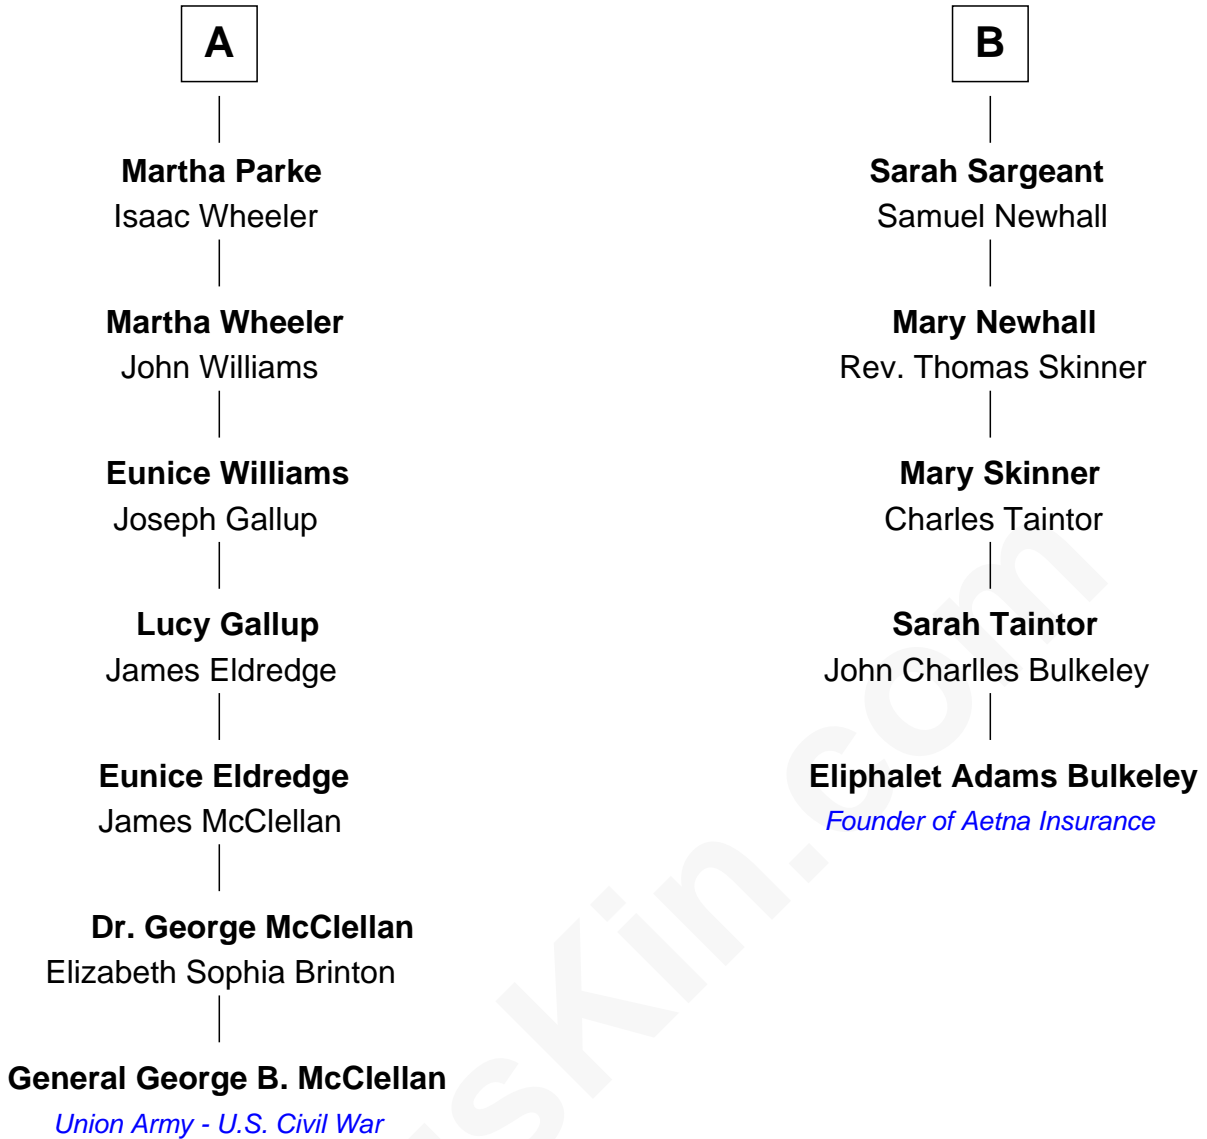 A
Martha Parke
Isaac Wheeler
Martha Wheeler
John Williams
Eunice Williams
Joseph Gallup
Lucy Gallup
James Eldredge
Eunice Eldredge
James McClellan
Dr. George McClellan
Elizabeth Sophia Brinton
General George B. McClellan
Union Army - U.S. Civil War
B
Sarah Sargeant
Samuel Newhall
Mary Newhall
Rev. Thomas Skinner
Mary Skinner
Charles Taintor
Sarah Taintor
John Charlles Bulkeley
Eliphalet Adams Bulkeley
Founder of Aetna Insurance
sKin.com